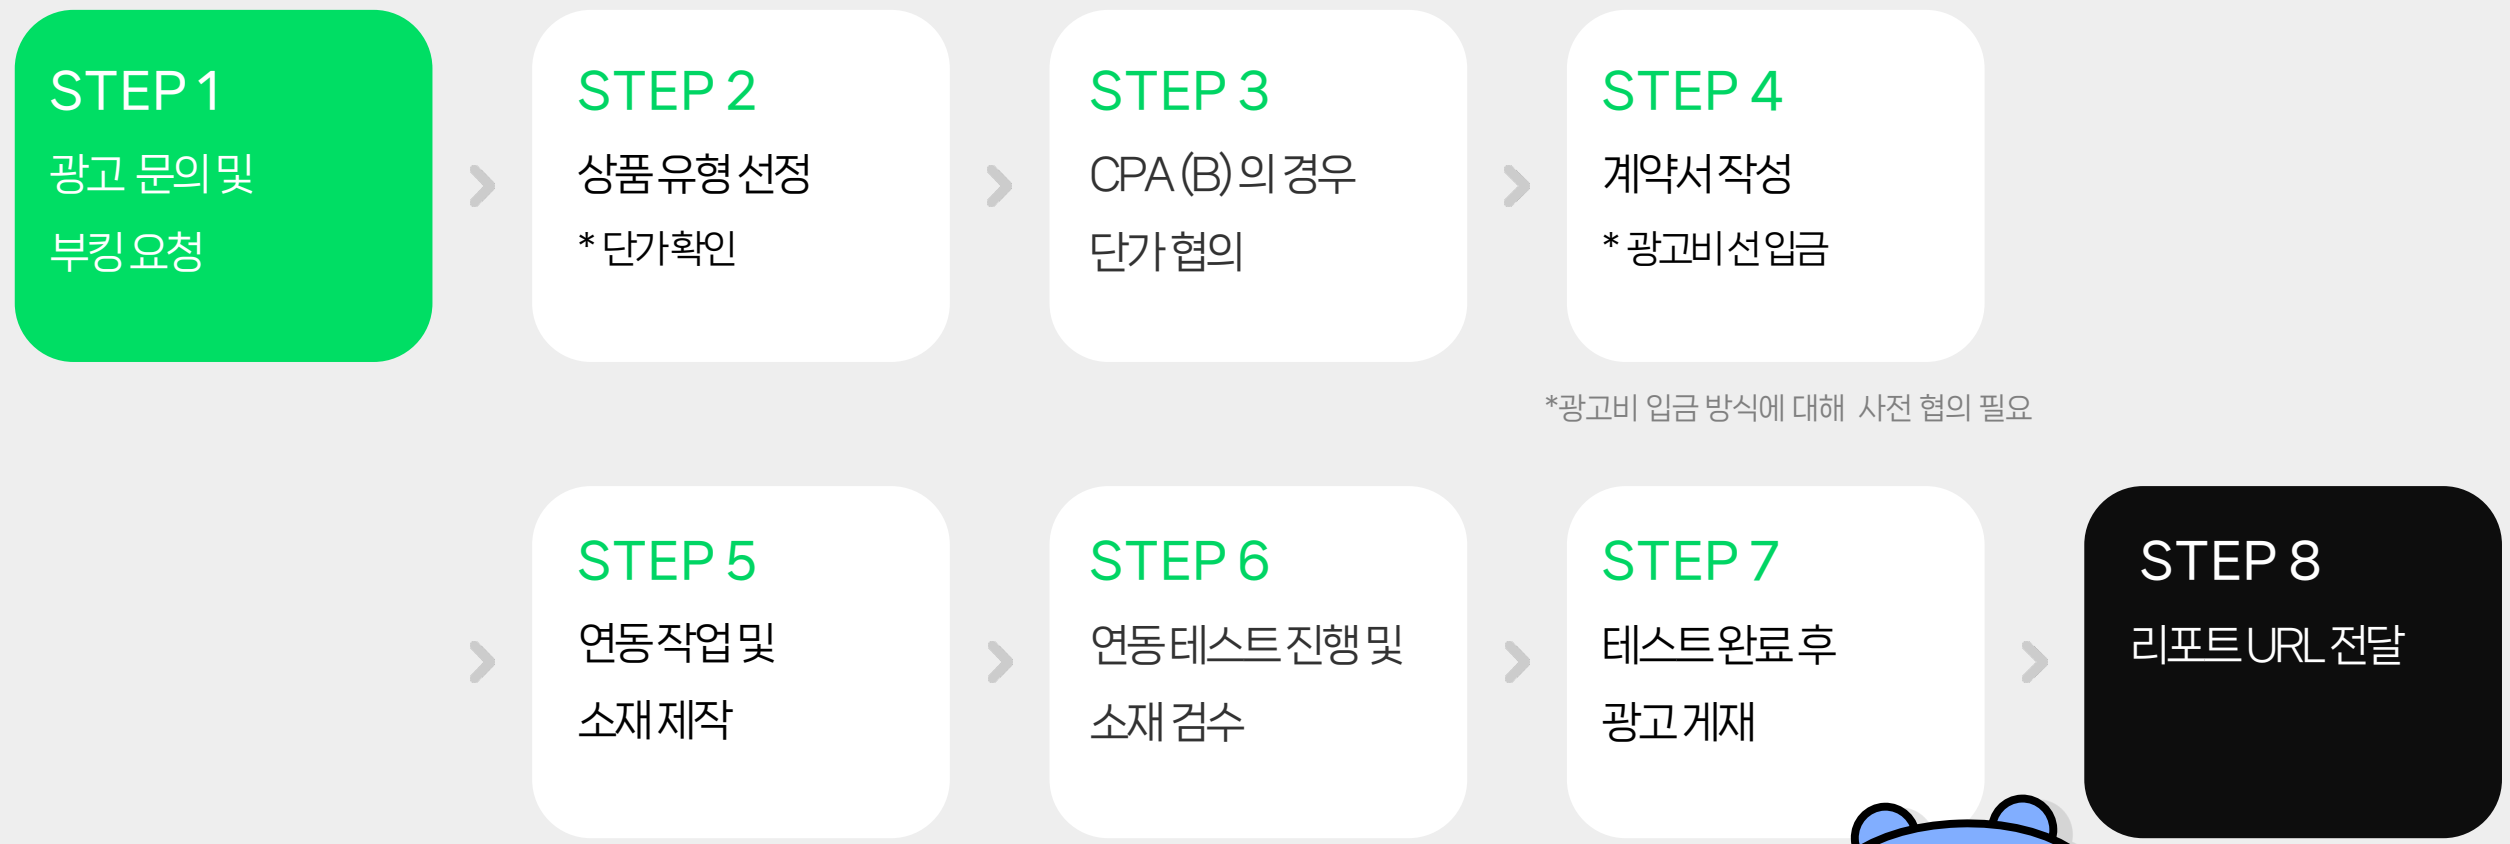 STEP 1
광고 문의 및
부킹 요청
STEP 2
상품 유형 선정
* 단가 확인
STEP 3
CPA (B) 의 경우
단가 협의
STEP 4
계약서 작성
* 광고비 선 입금
*광고비 입금 방식에 대해 사전 협의 필요
STEP 5
연동 작업 및
소재 제작
STEP 6
연동 테스트 진행 및
소재 검수
STEP 7
테스트 완료 후
광고 게재
STEP 8
리포트 URL 전달